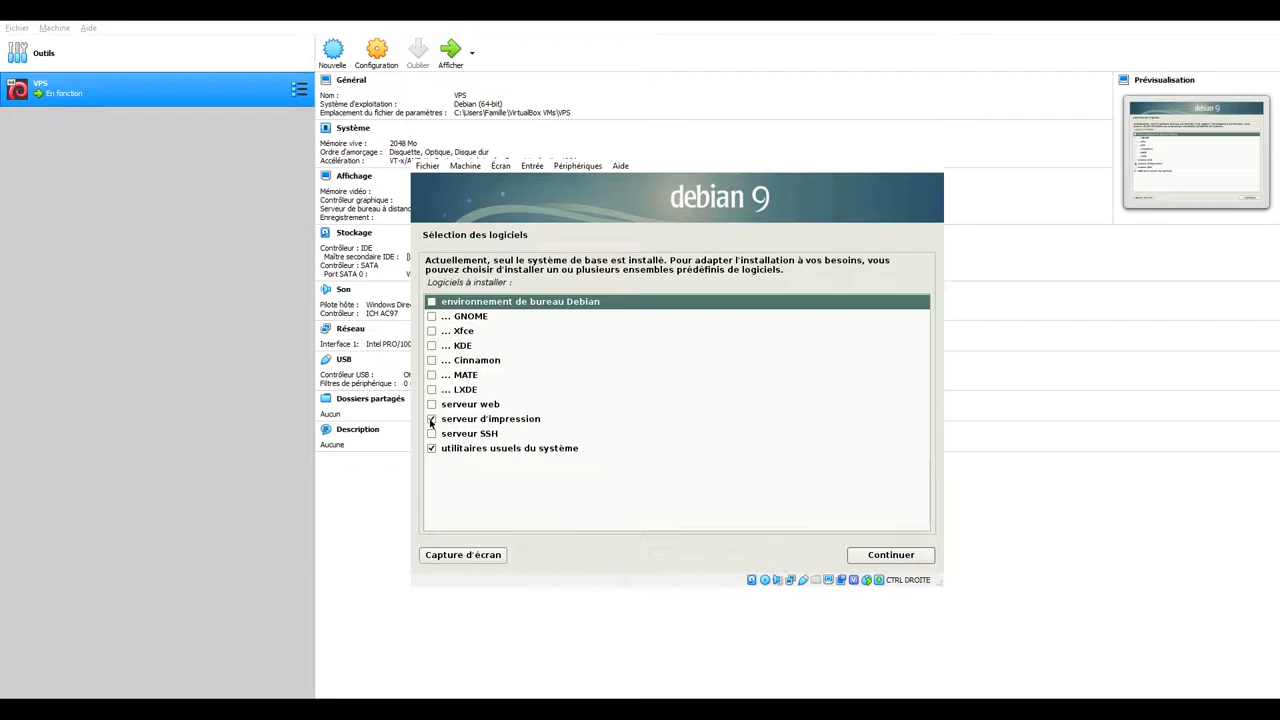 Fichier Machine Aide
Outils
Nouvelle Configuration Oublier Afficher
64
VPS
En fonction
Général
Nom : VPS
Système d'exploitation : Debian (64-bit)
Emplacement du fichier de paramètres : C:\Users\Famille\VirtualBox VMs\VPS
Système
Mémoire vive : 2048 Mo
Ordre d'amorçage : Disquette, Optique, Disque dur
Accélération : VT-x/
Affichage
Mémoire vidéo :
Contrôleur graphique :
Serveur de bureau à distan
Enregistrement :
Stockage
Contrôleur : IDE
Maître secondaire IDE :
Contrôleur : SATA
Port SATA 0 :
Son
Pilote hôte : Windows Direc
Contrôleur : ICH AC97
Réseau
Interface 1: Intel PRO/100
USB
Contrôleur USB :
Filtres de périphérique : 0
Dossiers partagés
Aucun
Description
Aucune
Prévisualisation
debian 9
Fichier Machine Écran Entrée Périphériques Aide
debian 9
Sélection des logiciels
Actuellement, seul le système de base est installé. Pour adapter l'installation à vos besoins, vous
pouvez choisir d'installer un ou plusieurs ensembles prédéfinis de logiciels.
Logiciels à installer :
environnement de bureau Debian
... GNOME
... Xfce
... KDE
... Cinnamon
... MATE
... LXDE
serveur web
serveur d'impression
serveur SSH
utilitaires usuels du système
Capture d'écran Continuer
CTRL DROITE